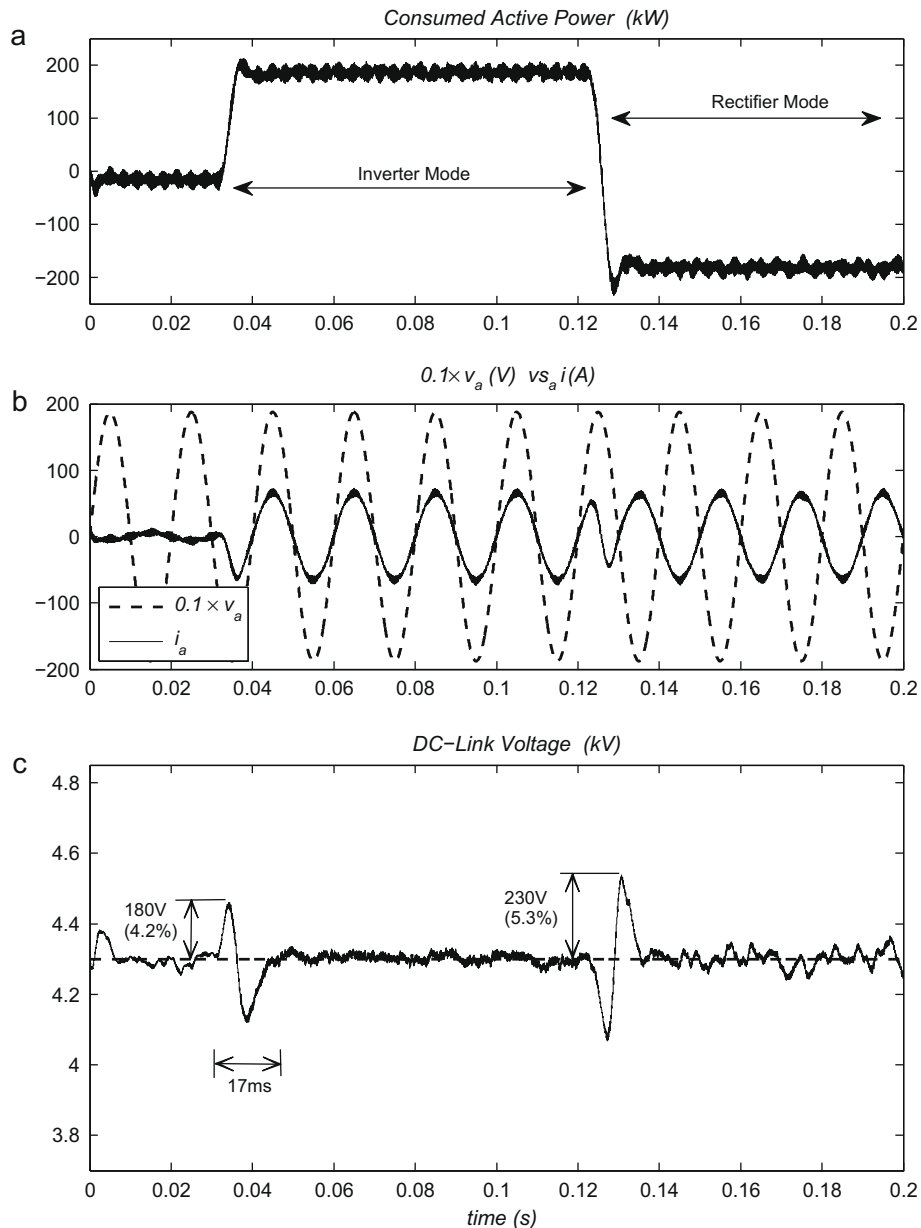 a
Consumed Active Power (kW)
200
100
0
−100
−200
Rectifier Mode
Inverter Mode
0 0.02 0.04 0.06 0.08 0.1 0.12 0.14 0.16 0.18 0.2
b
0.1× v_a (V) vs_a i (A)
200
100
0
−100
−200
0.1 × v_a
i_a
0 0.02 0.04 0.06 0.08 0.1 0.12 0.14 0.16 0.18 0.2
c
DC−Link Voltage (kV)
4.8
4.6
4.4
4.2
4
3.8
180V
(4.2%)
230V
(5.3%)
17ms
0 0.02 0.04 0.06 0.08 0.1 0.12 0.14 0.16 0.18 0.2
time (s)